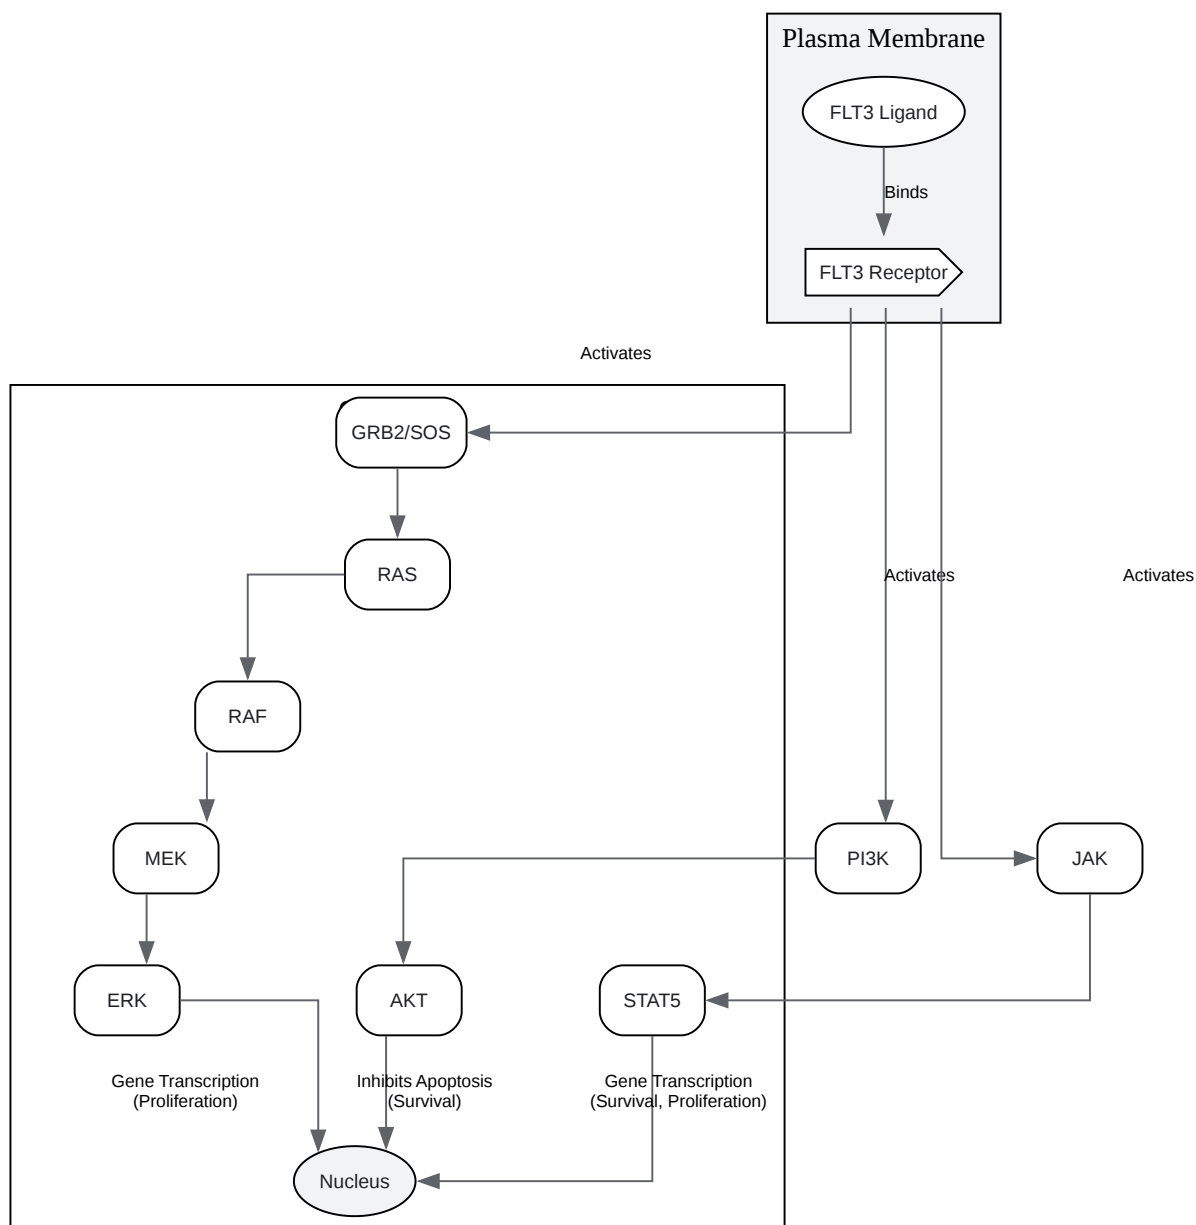 Plasma Membrane
FLT3 Ligand
Binds
FLT3 Receptor
Activates
GRB2/SOS
RAS
Activates
Activates
RAF
MEK
PI3K
JAK
ERK
AKT
STAT5
Gene Transcription
(Proliferation)
Inhibits Apoptosis
(Survival)
Gene Transcription
(Survival, Proliferation)
Nucleus